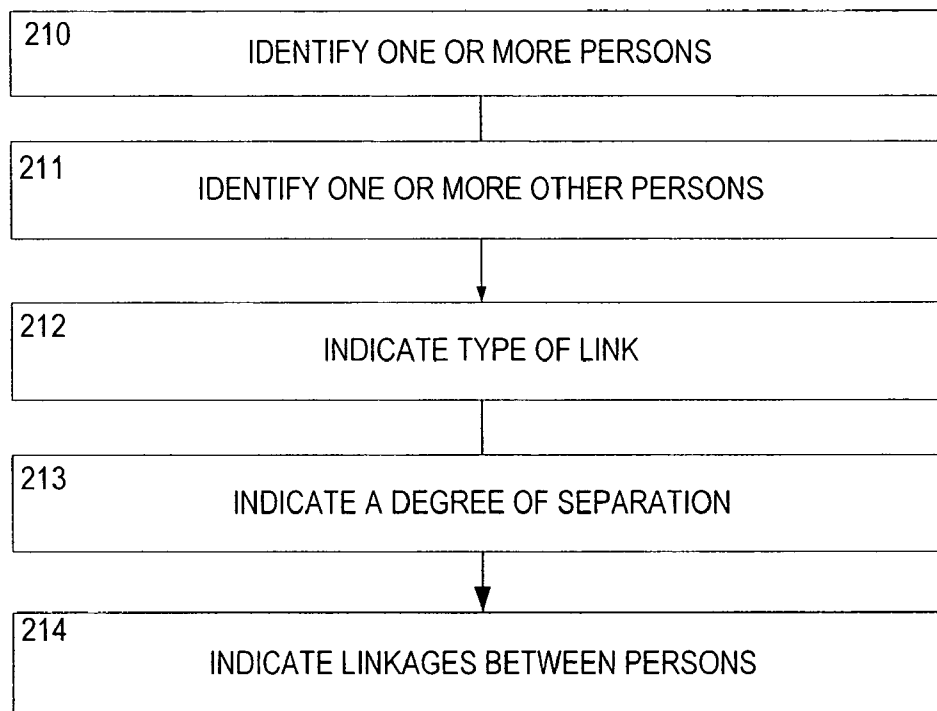 210
IDENTIFY ONE OR MORE PERSONS
211
IDENTIFY ONE OR MORE OTHER PERSONS
212
INDICATE TYPE OF LINK
213
INDICATE A DEGREE OF SEPARATION
214
INDICATE LINKAGES BETWEEN PERSONS